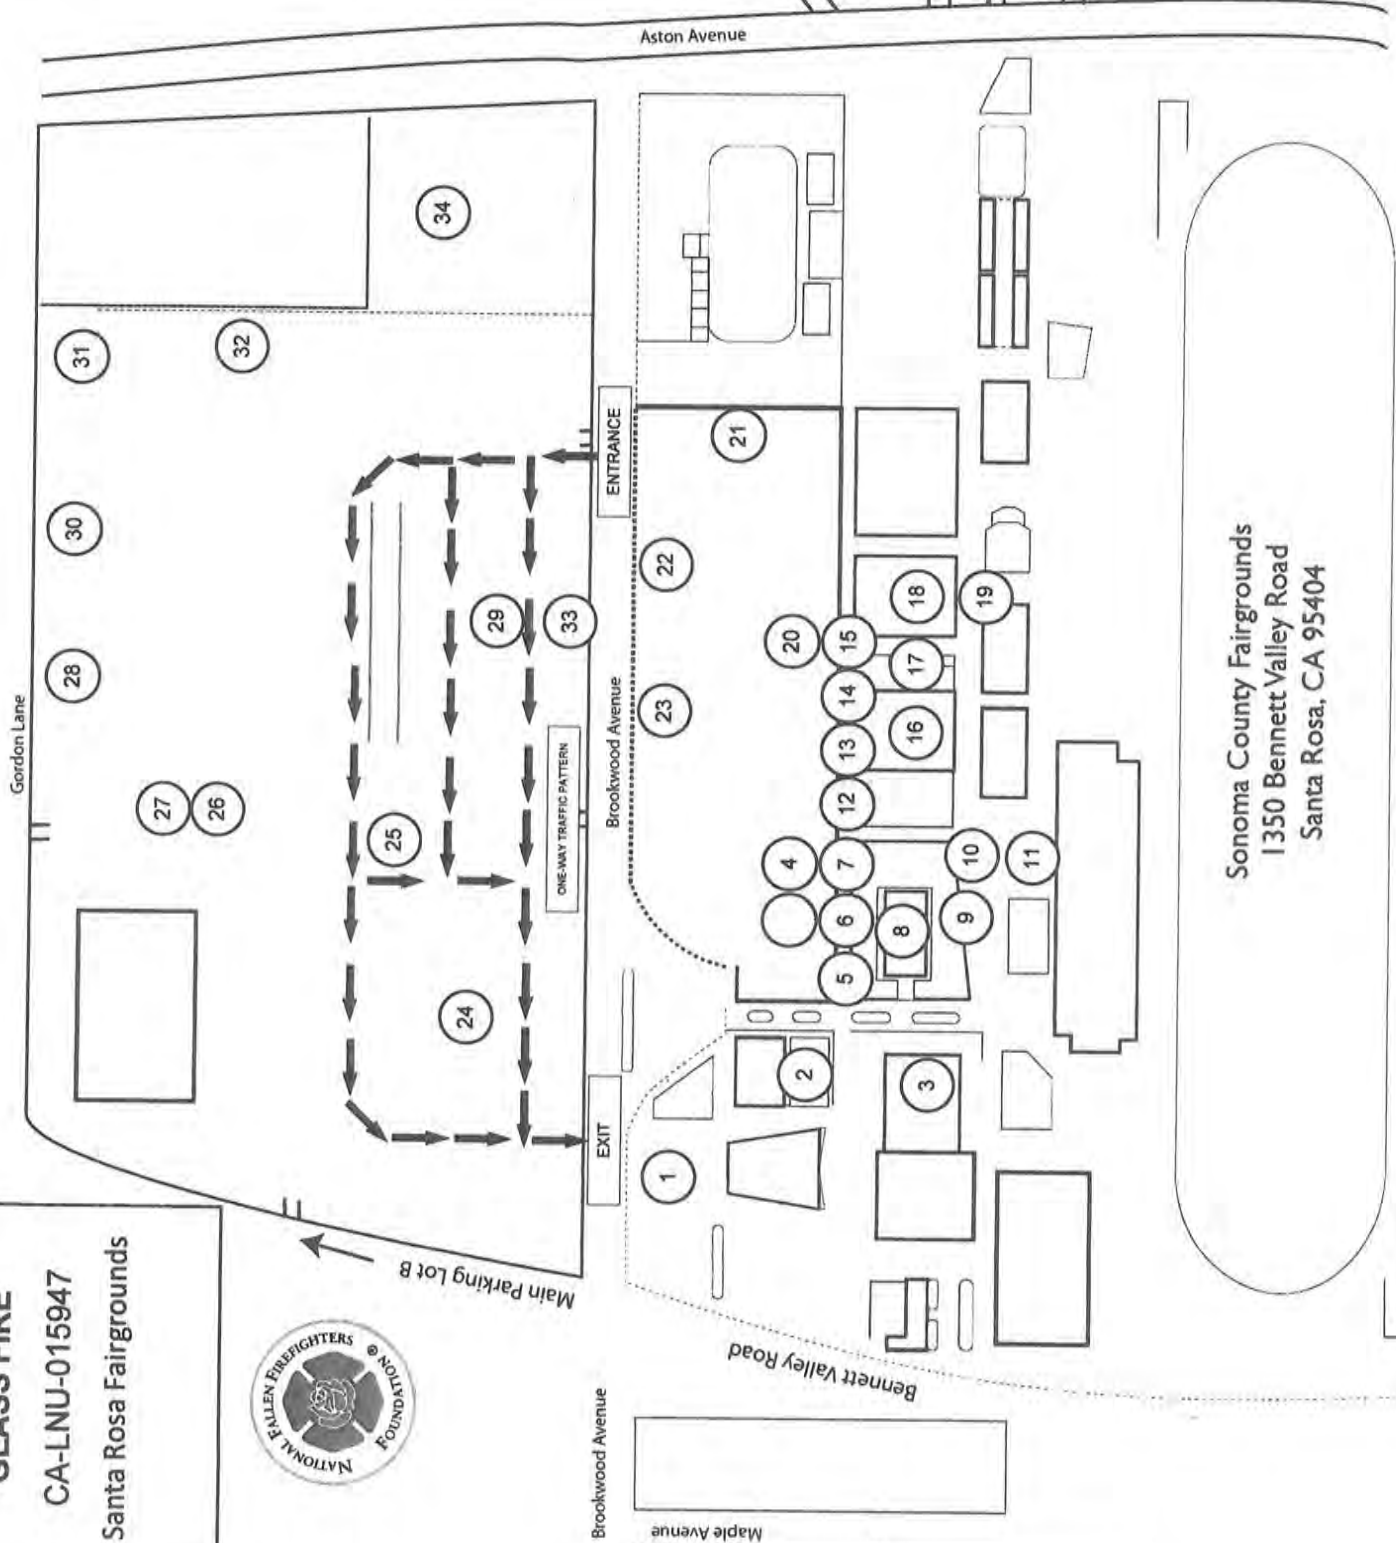 Aston Avenue
34
31
32
ENTRANCE
21
30
22
18
19
29
33
20
15
17
28
Gordon Lane
Brookwood Avenue
23
14
16
13
ONE-WAY TRAFFIC PATTERN
27
26
25
12
4
7
10
11
6
8
9
5
24
2
3
EXIT
1
Main Parking Lot B
Bennett Valley Road
Brookwood Avenue
Maple Avenue
Sonoma County Fairgrounds
1350 Bennett Valley Road
Santa Rosa, CA 95404
GLASS FIRE
CA-LNU-015947
Santa Rosa Fairgrounds
NATIONAL FALLEN FIREFIGHTERS
FOUNDATION ®